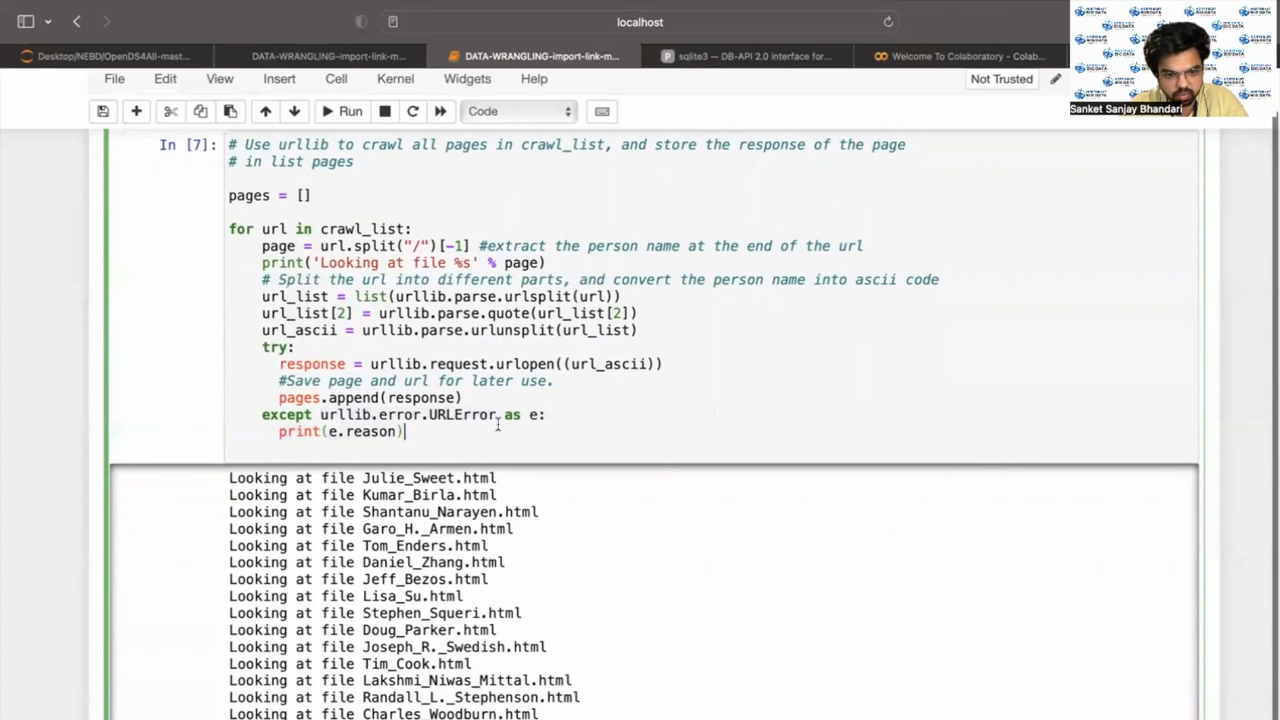 localhost
Desktop/NEBD/OpenDS4All-mast...
DATA-WRANGLING-import-link-m...
DATA-WRANGLING-import-link-m...
sqlite3 — DB-API 2.0 interface for...
Welcome To Colaboratory - Colab...
File Edit View Insert Cell Kernel Widgets Help
Not Trusted
Sanket Sanjay Bhandari
Run
Code
In [7]:
# Use urllib to crawl all pages in crawl_list, and store the response of the page
# in list pages
pages = []
for url in crawl_list:
page = url.split("/")[-1] #extract the person name at the end of the url
print('Looking at file %s' % page)
# Split the url into different parts, and convert the person name into ascii code
url_list = list(urllib.parse.urlsplit(url))
url_list[2] = urllib.parse.quote(url_list[2])
url_ascii = urllib.parse.urlunsplit(url_list)
try:
response = urllib.request.urlopen((url_ascii))
#Save page and url for later use.
pages.append(response)
except urllib.error.URLError as e:
print(e.reason)
Looking at file Julie_Sweet.html
Looking at file Kumar_Birla.html
Looking at file Shantanu_Narayen.html
Looking at file Garo_H._Armen.html
Looking at file Tom_Enders.html
Looking at file Daniel_Zhang.html
Looking at file Jeff_Bezos.html
Looking at file Lisa_Su.html
Looking at file Stephen_Squeri.html
Looking at file Doug_Parker.html
Looking at file Joseph_R._Swedish.html
Looking at file Tim_Cook.html
Looking at file Lakshmi_Niwas_Mittal.html
Looking at file Randall_L._Stephenson.html
Looking at file Charles_Woodburn.html